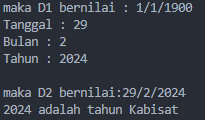 maka D1 bernilai : 1/1/1900
Tanggal : 29
Bulan : 2
Tahun : 2024
maka D2 bernilai:29/2/2024
2024 adalah tahun Kabisat